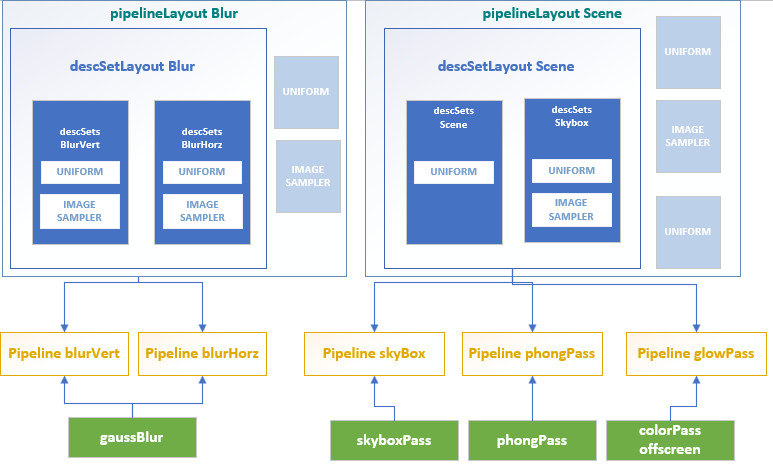 pipelineLayout Blur
descSetLayout Blur
descSets
BlurVert
UNIFORM
IMAGE
SAMPLER
descSets
BlurHorz
UNIFORM
IMAGE
SAMPLER
UNIFORM
IMAGE
SAMPLER
pipelineLayout Scene
descSetLayout Scene
descSets
Scene
UNIFORM
descSets
Skybox
UNIFORM
IMAGE
SAMPLER
UNIFORM
IMAGE
SAMPLER
UNIFORM
Pipeline blurVert
Pipeline blurHorz
Pipeline skyBox
Pipeline phongPass
Pipeline glowPass
gaussBlur
skyboxPass
phongPass
colorPass
offscreen